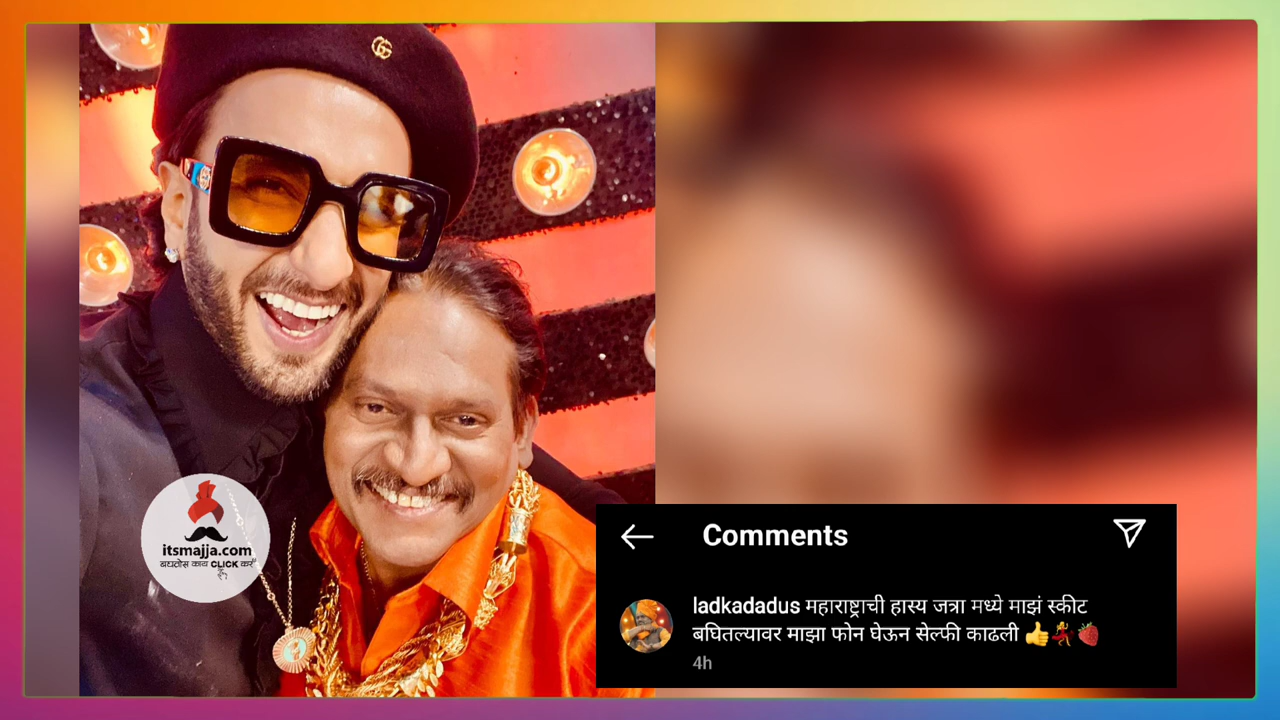 itsmajja.com
बघतोस काय CLICK कर
Comments
ladkadadus महाराष्ट्राची हास्य जत्रा मध्ये माझं स्कीट
बघितल्यावर माझा फोन घेऊन सेल्फी काढली 👍💃🍓
4h